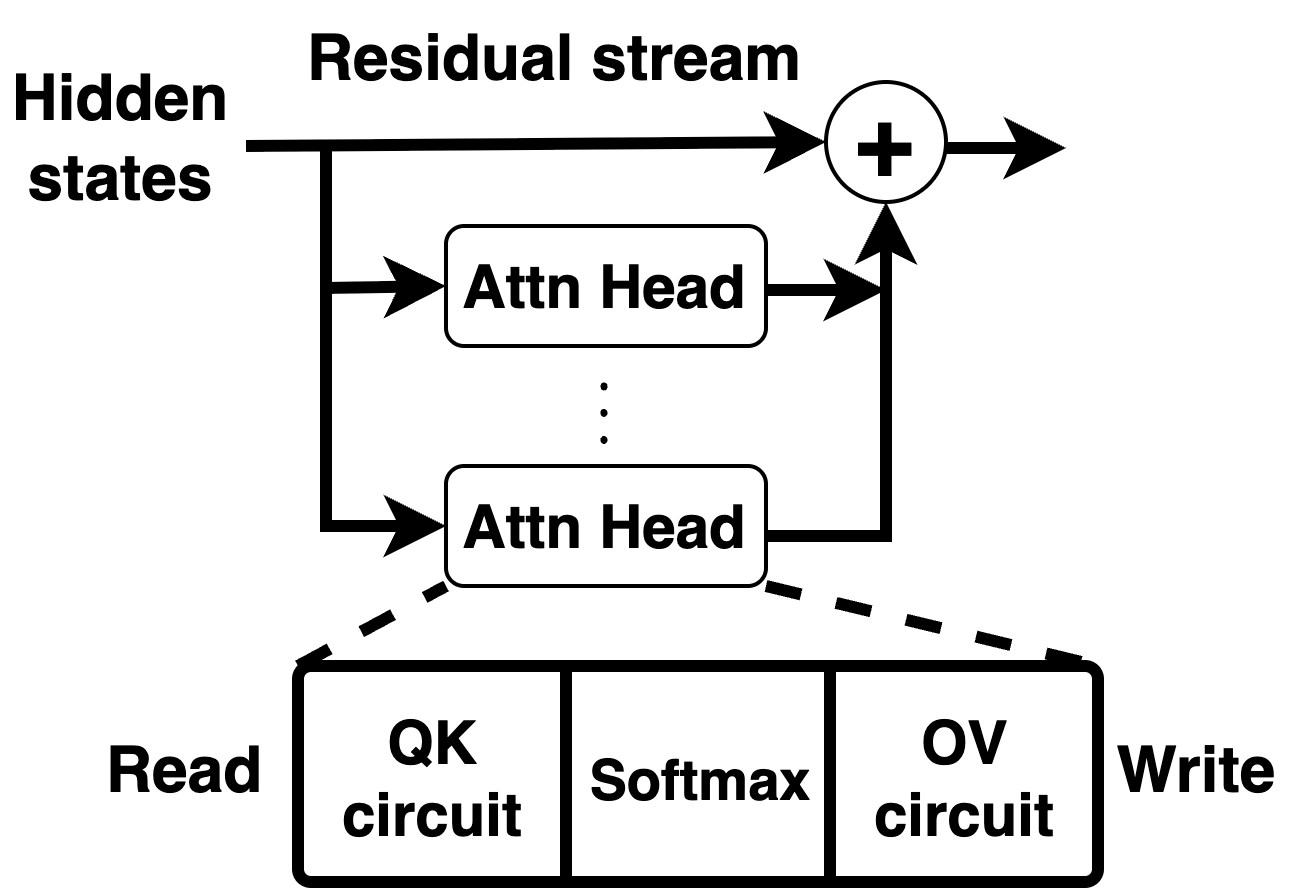 Residual stream
Hidden
states
+
Attn Head
Attn Head
Read
QK
circuit
Softmax
OV
circuit
Write